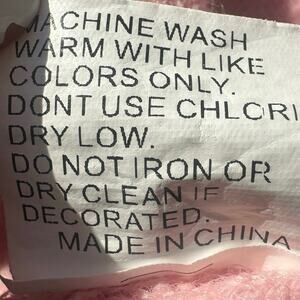 MACHINE WASH
WARM WITH LIKE
COLORS ONLY.
DONT USE CHLORI
DRY LOW.
DO NOT IRON OR
DRY CLEAN IF
DECORATED.
MADE IN CHINA